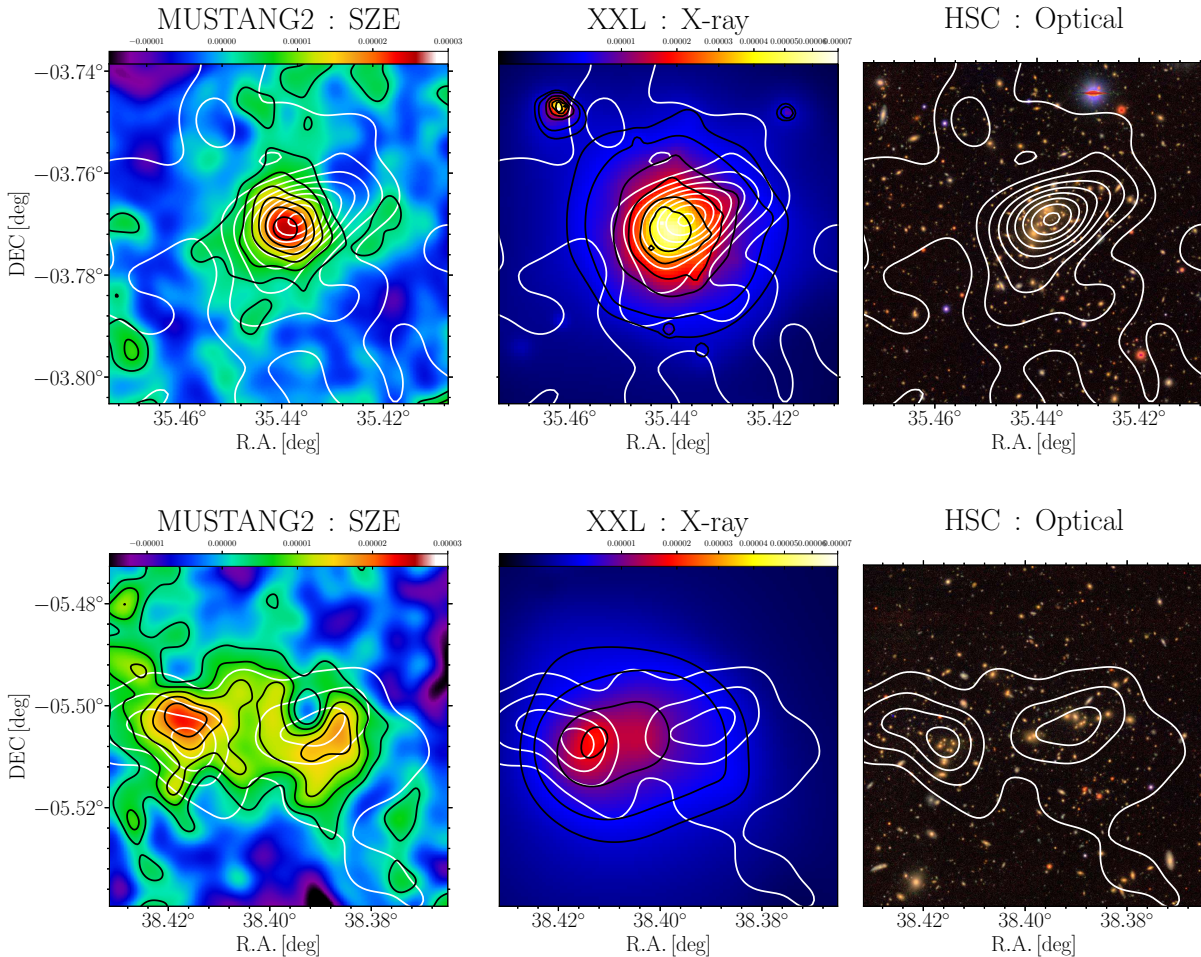 MUSTANG2 : SZE XXL : X-ray HSC : Optical
−0.00001 0.00000 0.00001 0.00002 0.00003 0.00001 0.00002 0.00003 0.00004 0.00005 0.00006 0.00007
−03.74°
−03.76°
−03.78°
−03.80°
DEC [deg]
35.46° 35.44 35.42 35.46° 35.44 35.42 35.46° 35.44 35.42
R.A. [deg] R.A. [deg] R.A. [deg]
MUSTANG2 : SZE XXL : X-ray HSC : Optical
−0.00001 0.00000 0.00001 0.00002 0.00003 0.00001 0.00002 0.00003 0.00004 0.00005 0.00006 0.00007
−05.48°
−05.50°
−05.52°
DEC [deg]
38.42° 38.40 38.38 38.42° 38.40 38.38 38.42° 38.40 38.38
R.A. [deg] R.A. [deg] R.A. [deg]